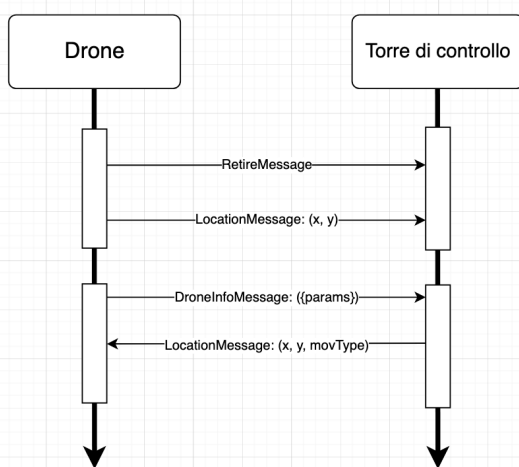 Drone
Torre di controllo
RetireMessage
LocationMessage: (x, y)
DroneInfoMessage: ({params})
LocationMessage: (x, y, movType)